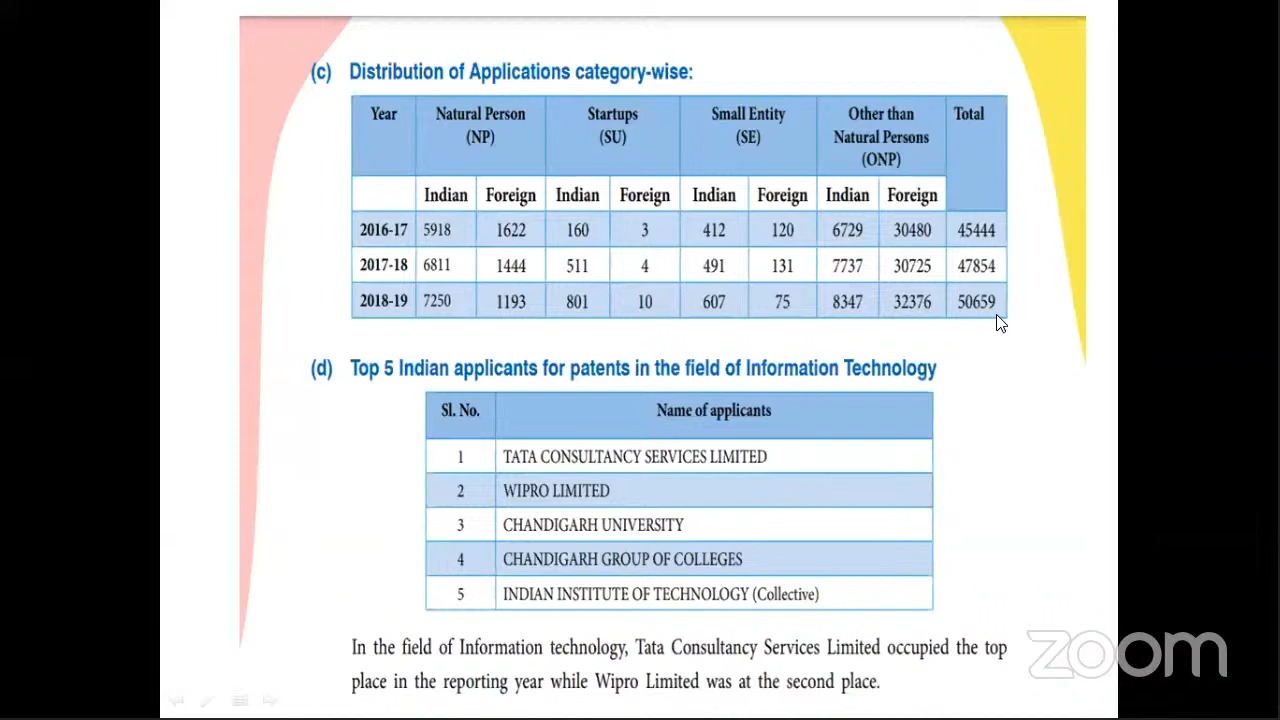 (c) Distribution of Applications category-wise:
Year Natural Person (NP) Startups (SU) Small Entity (SE) Other than Natural Persons (ONP) Total
Indian Foreign Indian Foreign Indian Foreign Indian Foreign
2016-17 5918 1622 160 3 412 120 6729 30480 45444
2017-18 6811 1444 511 4 491 131 7737 30725 47854
2018-19 7250 1193 801 10 607 75 8347 32376 50659
(d) Top 5 Indian applicants for patents in the field of Information Technology
Sl. No. Name of applicants
1 TATA CONSULTANCY SERVICES LIMITED
2 WIPRO LIMITED
3 CHANDIGARH UNIVERSITY
4 CHANDIGARH GROUP OF COLLEGES
5 INDIAN INSTITUTE OF TECHNOLOGY (Collective)
In the field of Information technology, Tata Consultancy Services Limited occupied the top
place in the reporting year while Wipro Limited was at the second place.
zoom